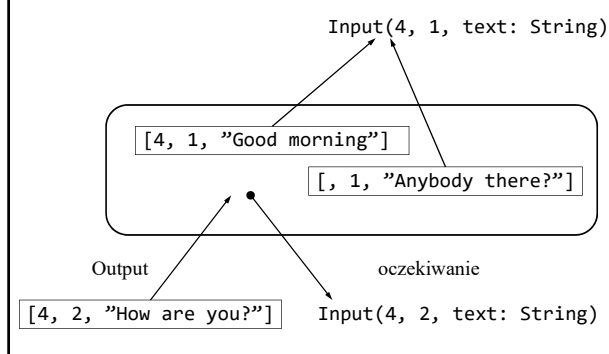 Input(4, 1, text: String)
[4, 1, ”Good morning”]
[, 1, ”Anybody there?”]
Output
oczekiwanie
[4, 2, ”How are you?”]
Input(4, 2, text: String)